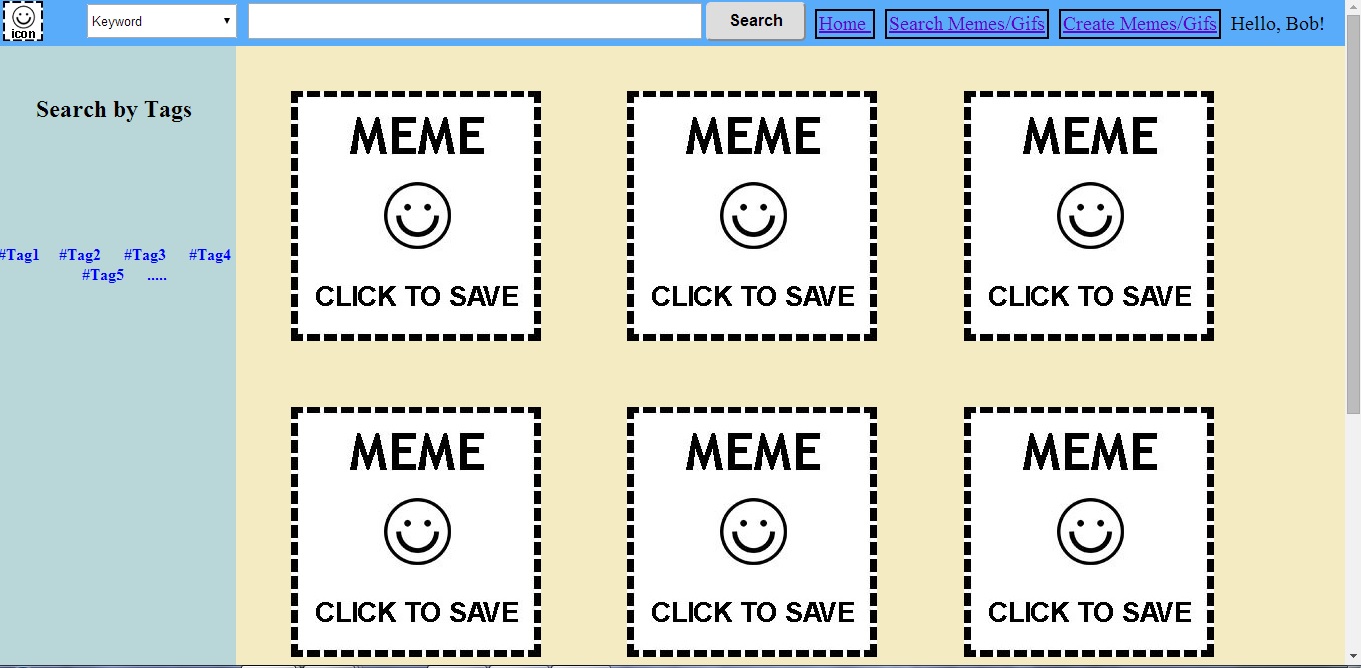 icon Keyword Search Home Search Memes/Gifs Create Memes/Gifs Hello, Bob!
Search by Tags
#Tag1 #Tag2 #Tag3 #Tag4
#Tag5 .....
MEME MEME MEME
CLICK TO SAVE CLICK TO SAVE CLICK TO SAVE
MEME MEME MEME
CLICK TO SAVE CLICK TO SAVE CLICK TO SAVE